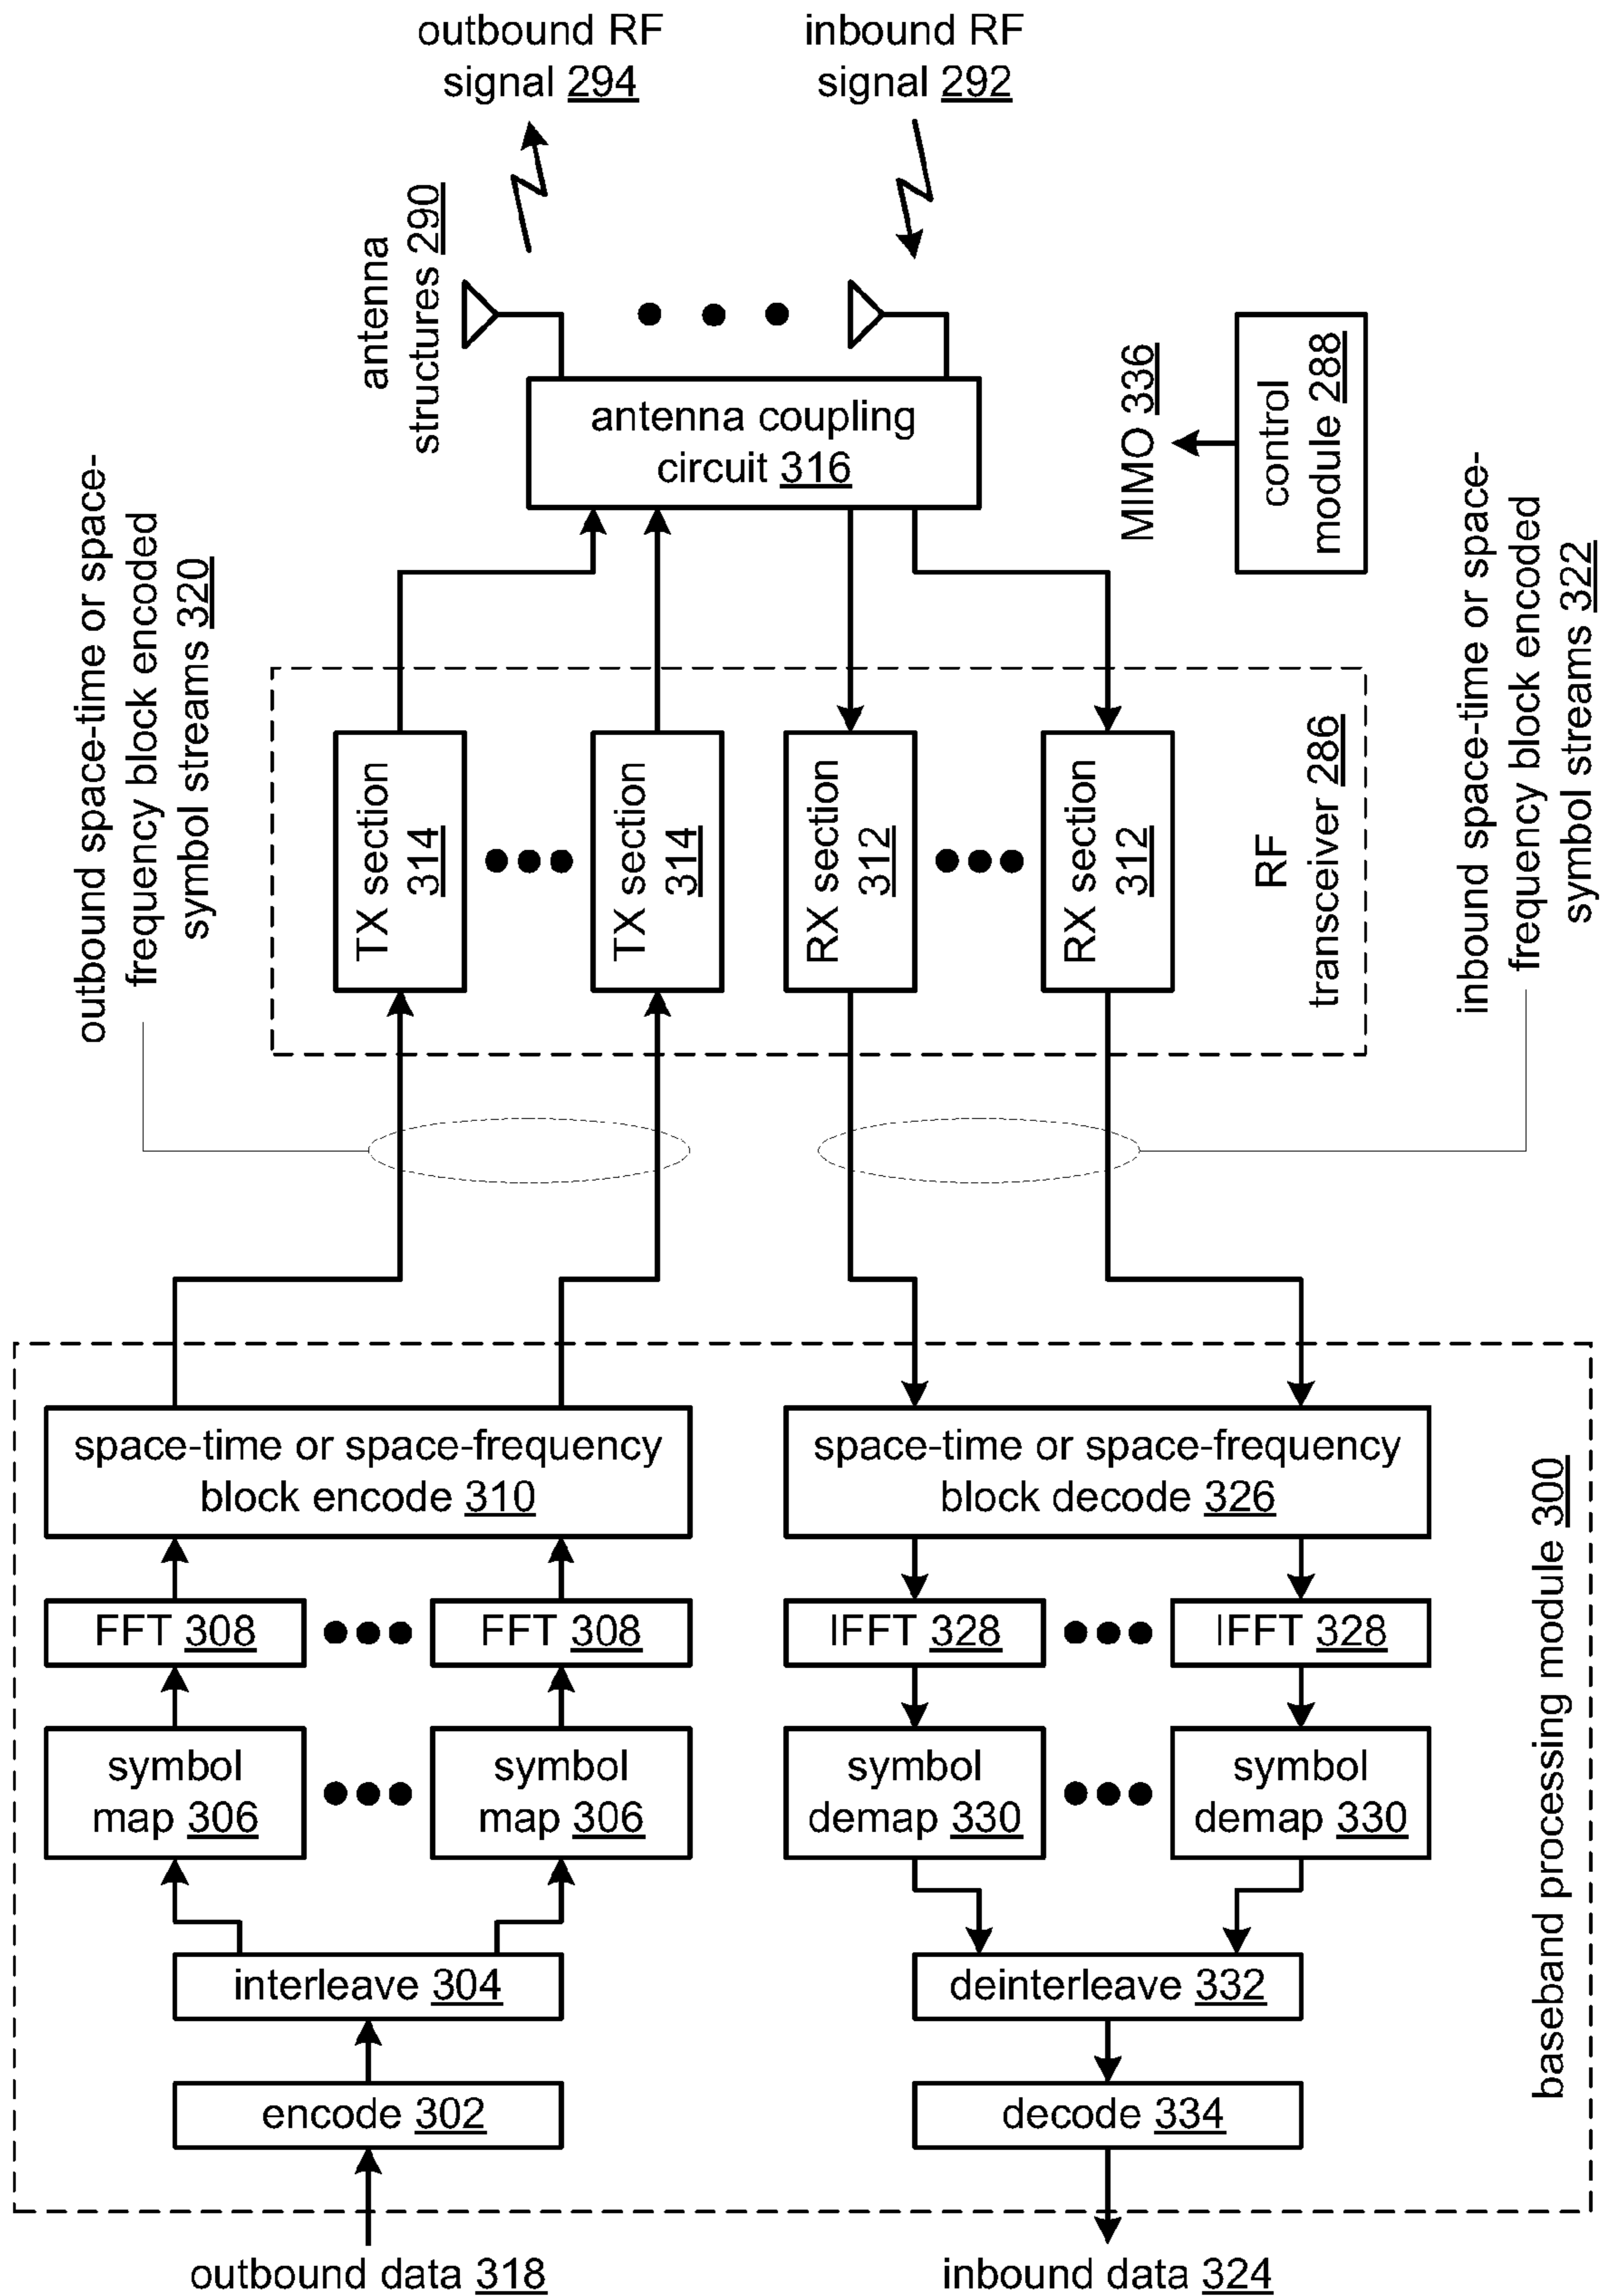 outbound RF
signal 294
inbound RF
signal 292
antenna
structures 290
antenna coupling
circuit 316
MIMO 336
control
module 288
outbound space-time or space-
frequency block encoded
symbol streams 320
inbound space-time or space-
frequency block encoded
symbol streams 322
TX section
314
TX section
314
RX section
312
RX section
312
RF
transceiver 286
space-time or space-frequency
block encode 310
space-time or space-frequency
block decode 326
FFT 308
FFT 308
IFFT 328
IFFT 328
symbol
map 306
symbol
map 306
symbol
demap 330
symbol
demap 330
interleave 304
deinterleave 332
encode 302
decode 334
baseband processing module 300
outbound data 318
inbound data 324